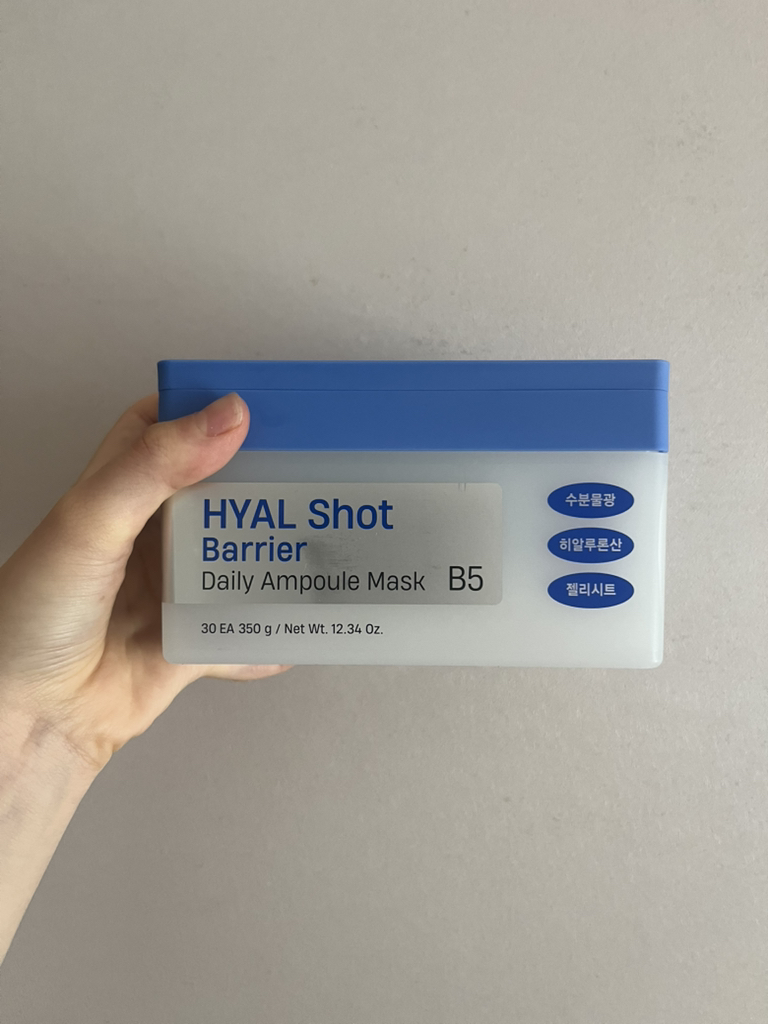 HYAL Shot
Barrier
Daily Ampoule Mask B5
30 EA 350 g / Net Wt. 12.34 Oz.
수분물광
히알루론산
젤리시트